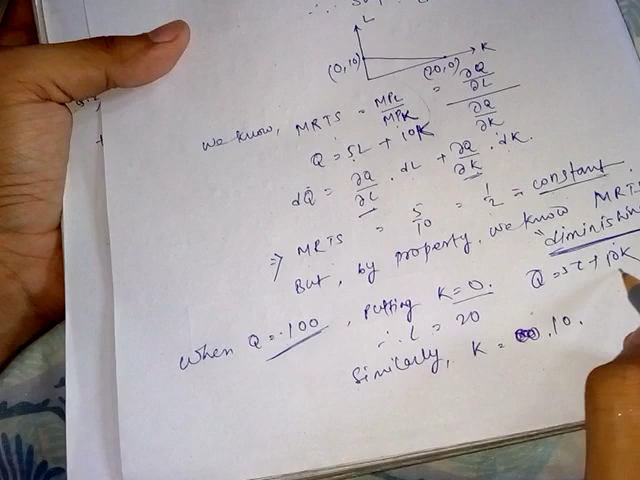 L
K
(0,10)
(20,0)
we know, MRTS = MPL/MPK = ∂Q/∂L / ∂Q/∂K
Q = 5L + 10K
dQ = ∂Q/∂L . dL + ∂Q/∂K . dK.
⇒ MRTS = 5/10 = 1/2 = constant
But, by property, we know MRTS
"diminishing
When Q = 100, putting K = 0.
Q = 5L + 10K
∴ L = 20
Similarly, K = 10.